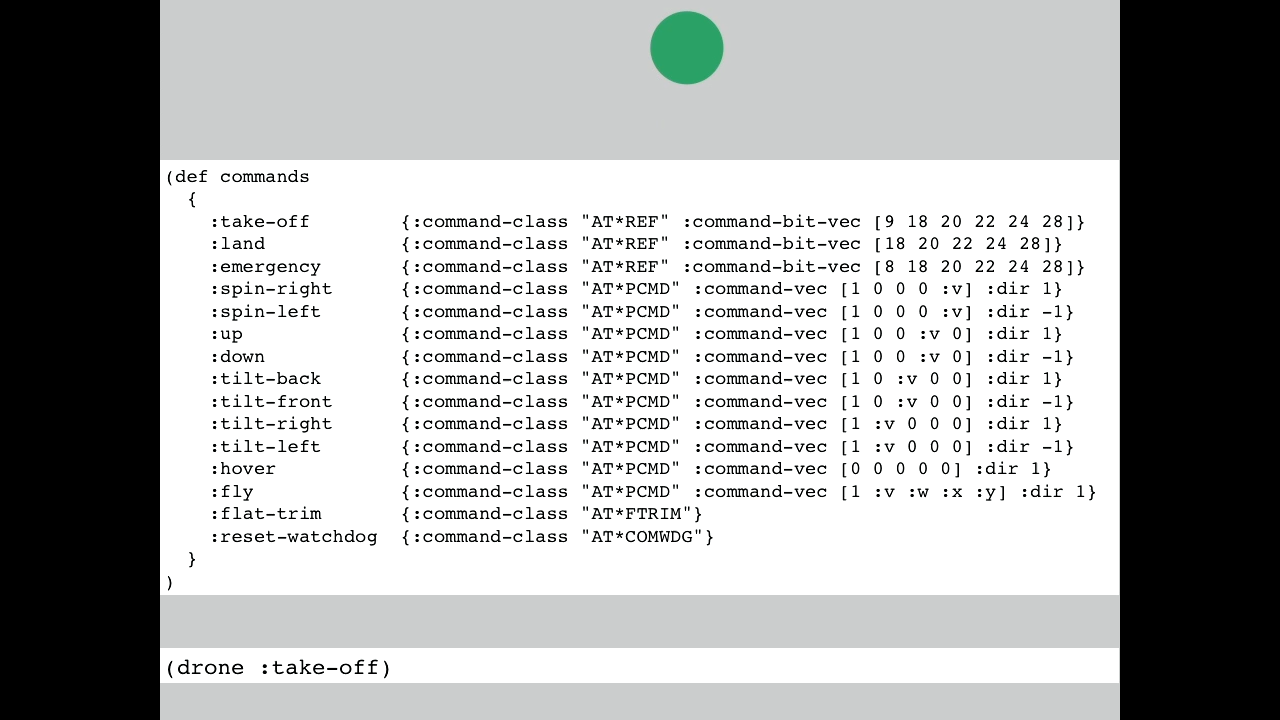 (def commands
{
:take-off {:command-class "AT*REF" :command-bit-vec [9 18 20 22 24 28]}
:land {:command-class "AT*REF" :command-bit-vec [18 20 22 24 28]}
:emergency {:command-class "AT*REF" :command-bit-vec [8 18 20 22 24 28]}
:spin-right {:command-class "AT*PCMD" :command-vec [1 0 0 0 :v] :dir 1}
:spin-left {:command-class "AT*PCMD" :command-vec [1 0 0 0 :v] :dir -1}
:up {:command-class "AT*PCMD" :command-vec [1 0 0 :v 0] :dir 1}
:down {:command-class "AT*PCMD" :command-vec [1 0 0 :v 0] :dir -1}
:tilt-back {:command-class "AT*PCMD" :command-vec [1 0 :v 0 0] :dir 1}
:tilt-front {:command-class "AT*PCMD" :command-vec [1 0 :v 0 0] :dir -1}
:tilt-right {:command-class "AT*PCMD" :command-vec [1 :v 0 0 0] :dir 1}
:tilt-left {:command-class "AT*PCMD" :command-vec [1 :v 0 0 0] :dir -1}
:hover {:command-class "AT*PCMD" :command-vec [0 0 0 0 0] :dir 1}
:fly {:command-class "AT*PCMD" :command-vec [1 :v :w :x :y] :dir 1}
:flat-trim {:command-class "AT*FTRIM"}
:reset-watchdog {:command-class "AT*COMWDG"}
}
)
(drone :take-off)